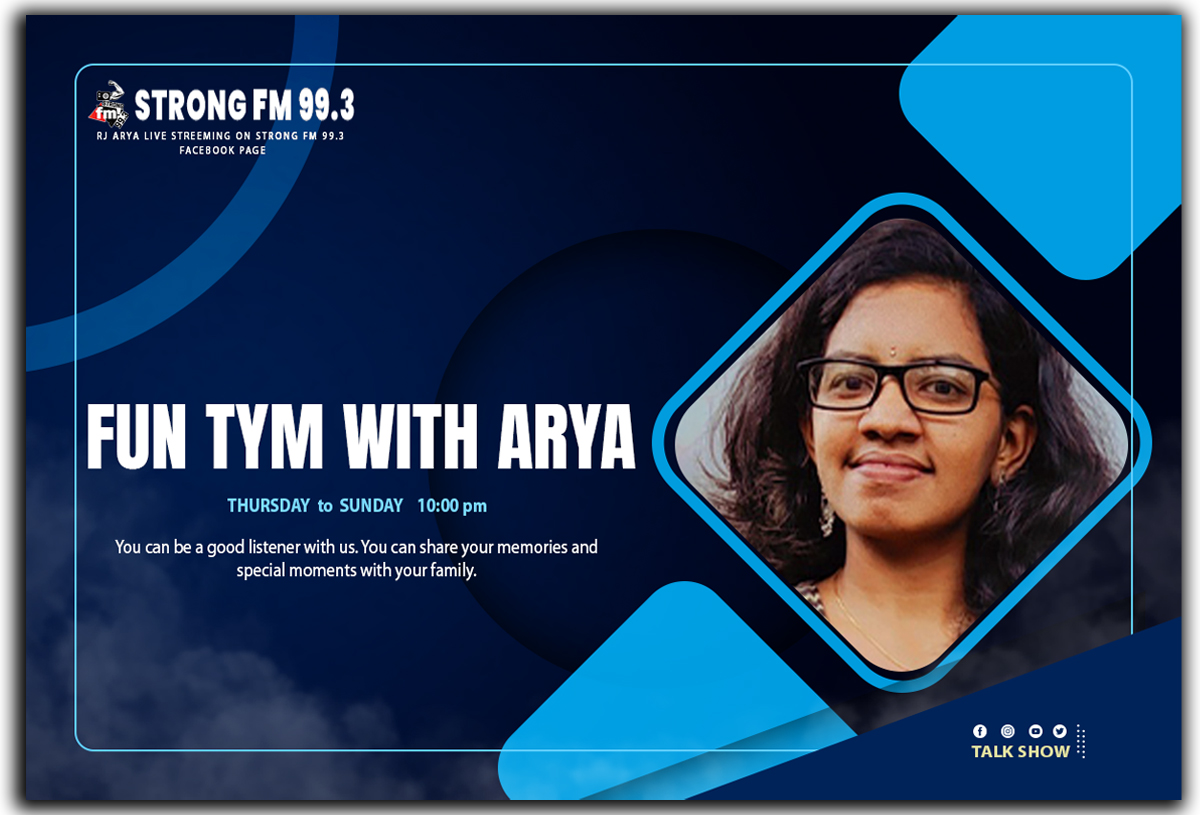 fm
STRONG FM 99.3
RJ ARYA LIVE STREEMING ON STRONG FM 99.3
FACEBOOK PAGE
FUN TYM WITH ARYA
THURSDAY to SUNDAY 10:00 pm
You can be a good listener with us. You can share your memories and
special moments with your family.
TALK SHOW